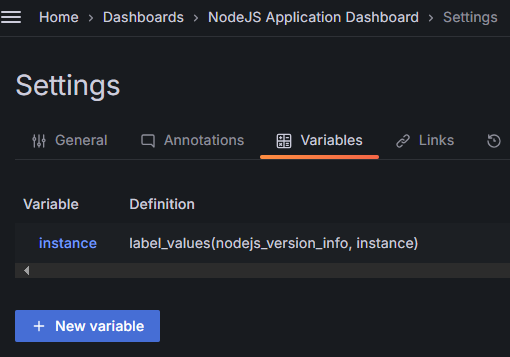 Home > Dashboards > NodeJS Application Dashboard > Settings
Settings
General Annotations Variables Links
Variable Definition
instance label_values(nodejs_version_info, instance)
+ New variable